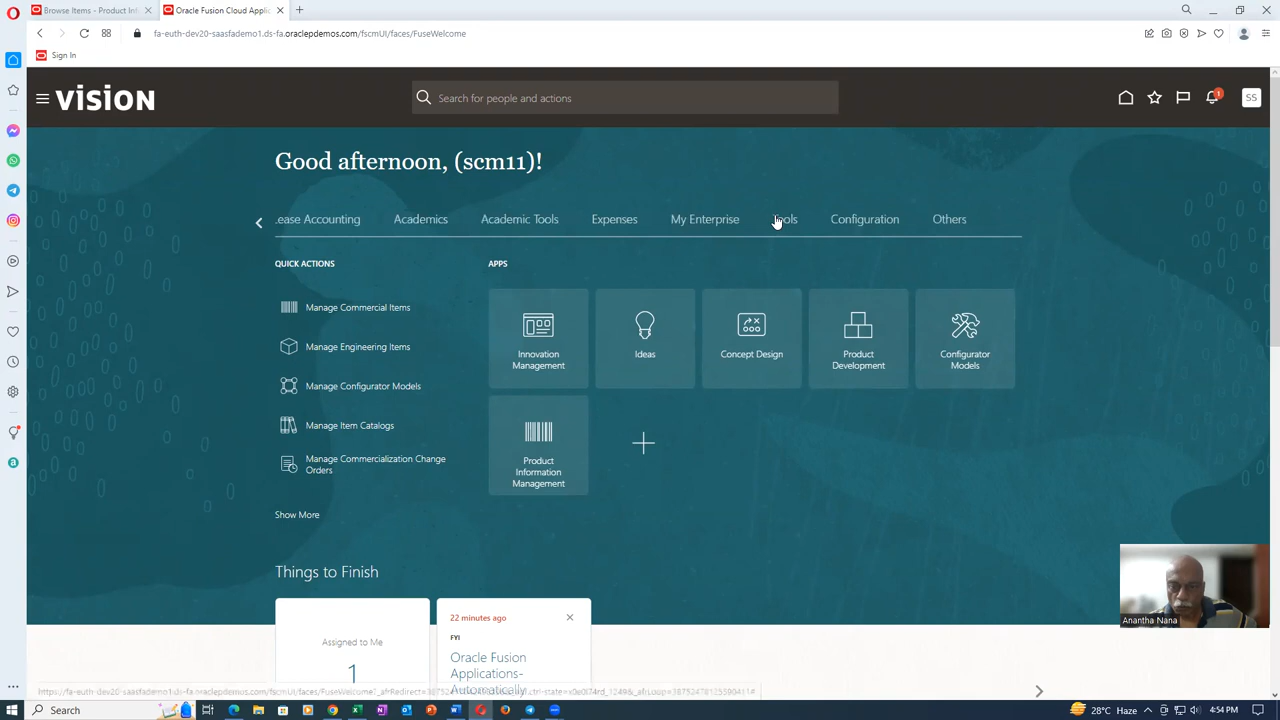 Browse Items - Product Inf
Oracle Fusion Cloud Applic
fa-euth-dev20-saasfademo1.ds-fa.oraclepdemos.com/fscmUI/faces/FuseWelcome
Sign In
VISION
Search for people and actions
1
SS
Good afternoon, (scm11)!
ease Accounting
Academics
Academic Tools
Expenses
My Enterprise
Tools
Configuration
Others
QUICK ACTIONS
Manage Commercial Items
Manage Engineering Items
Manage Configurator Models
Manage Item Catalogs
Manage Commercialization Change
Orders
Show More
APPS
Innovation
Management
Ideas
Concept Design
Product
Development
Configurator
Models
Product
Information
Management
Things to Finish
Assigned to Me
1
22 minutes ago
FYI
Oracle Fusion
Applications-
Automatically
Anantha Nana
Search
28°C Haze
4:54 PM